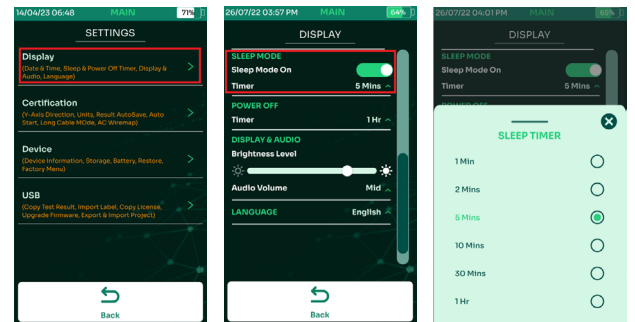 14/04/23 06:48 MAIN 71%
SETTINGS
Display
(Date & Time, Sleep & Power Off Timer, Display &
Audio, Language)
Certification
(Y-Axis Direction, Units, Result AutoSave, Auto
Start, Long Cable MOde, AC Wiremap)
Device
(Device Information, Storage, Battery, Restore,
Factory Menu)
USB
(Copy Test Result, Import Label, Copy License,
Upgrade Firmware, Export & Import Project)
Back
26/07/22 03:57 PM MAIN 64%
DISPLAY
SLEEP MODE
Sleep Mode On
Timer 5 Mins
POWER OFF
Timer 1 Hr
DISPLAY & AUDIO
Brightness Level
Audio Volume Mid
LANGUAGE English
Back
26/07/22 04:01 PM MAIN 65%
DISPLAY
SLEEP MODE
Sleep Mode On
Timer 5 Mins
POWER OFF
SLEEP TIMER
1 Min
2 Mins
5 Mins
10 Mins
30 Mins
1 Hr